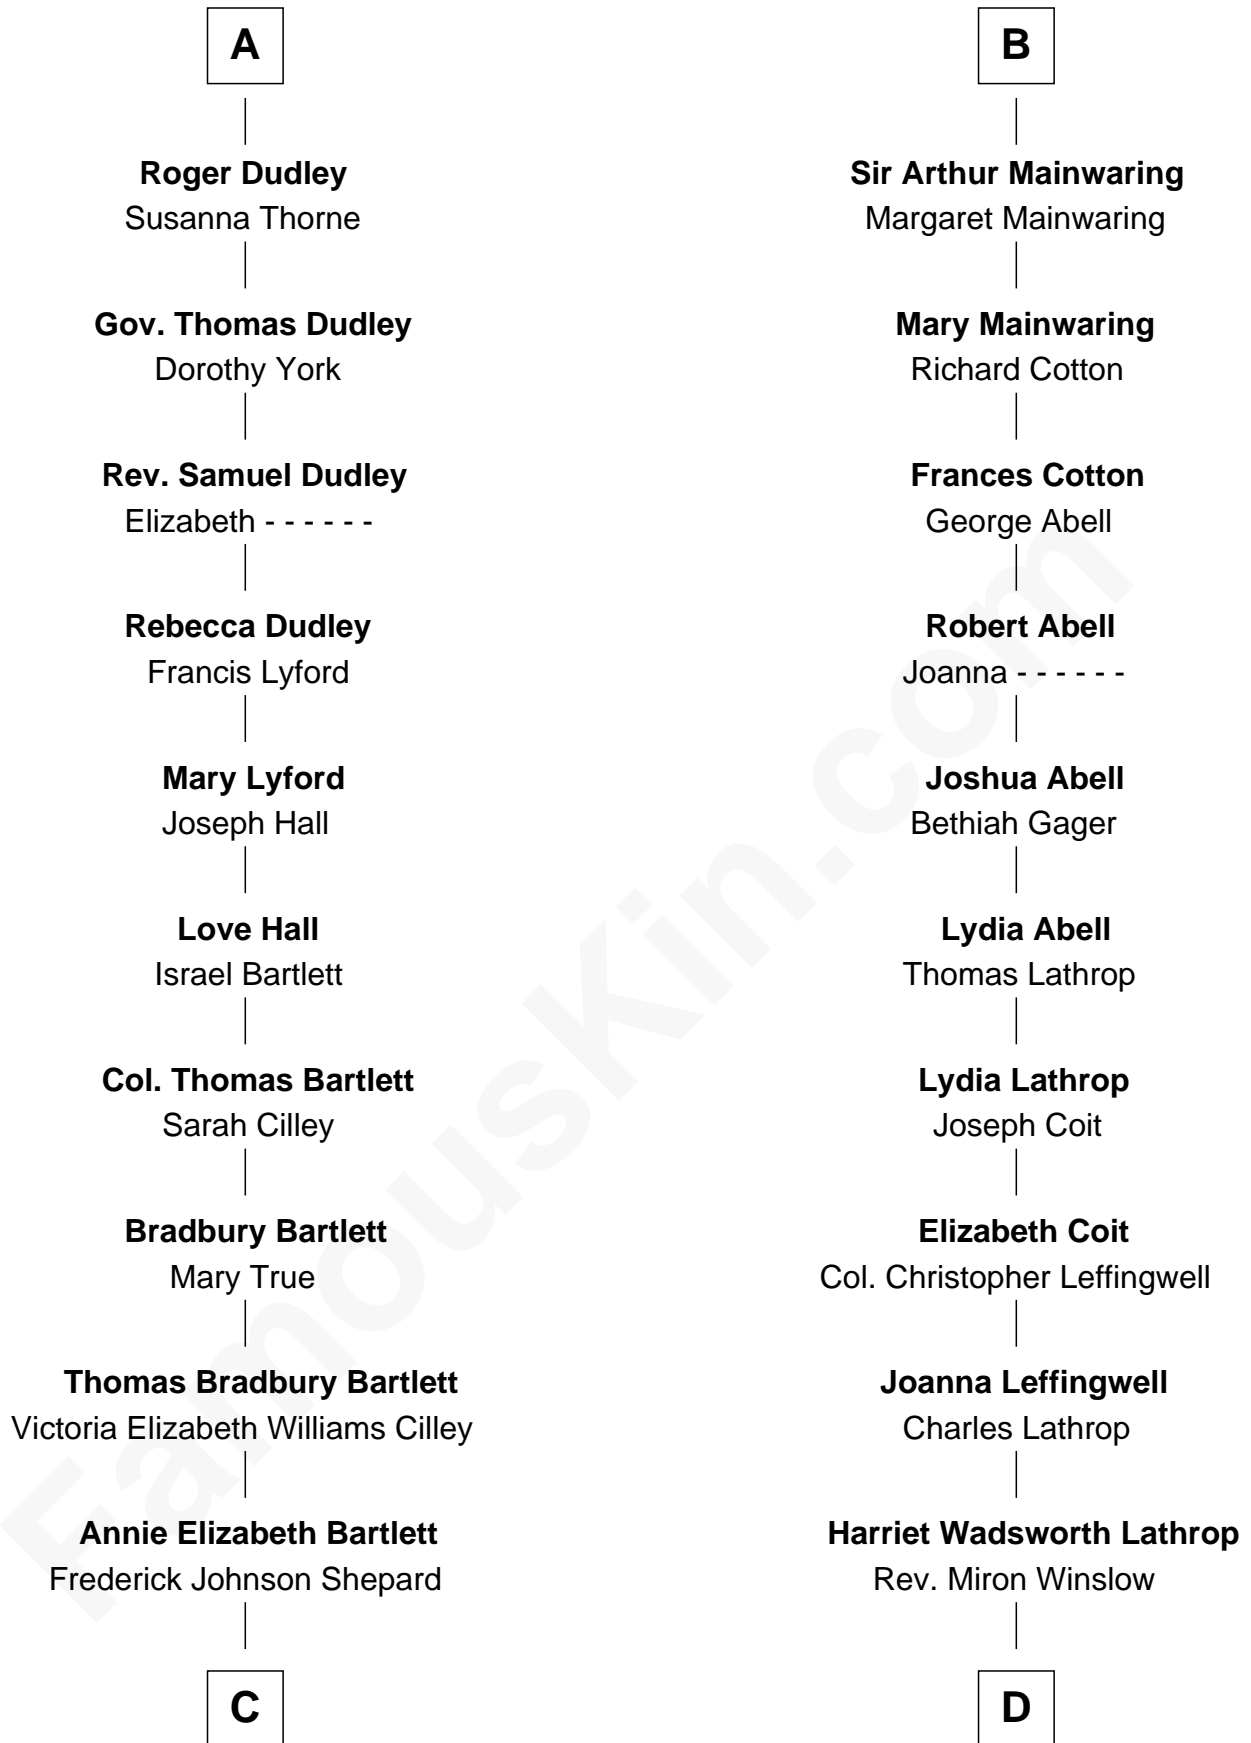 A
Roger Dudley
Susanna Thorne
Gov. Thomas Dudley
Dorothy York
Rev. Samuel Dudley
Elizabeth - - - - - -
Rebecca Dudley
Francis Lyford
Mary Lyford
Joseph Hall
Love Hall
Israel Bartlett
Col. Thomas Bartlett
Sarah Cilley
Bradbury Bartlett
Mary True
Thomas Bradbury Bartlett
Victoria Elizabeth Williams Cilley
Annie Elizabeth Bartlett
Frederick Johnson Shepard
C
B
Sir Arthur Mainwaring
Margaret Mainwaring
Mary Mainwaring
Richard Cotton
Frances Cotton
George Abell
Robert Abell
Joanna - - - - - -
Joshua Abell
Bethiah Gager
Lydia Abell
Thomas Lathrop
Lydia Lathrop
Joseph Coit
Elizabeth Coit
Col. Christopher Leffingwell
Joanna Leffingwell
Charles Lathrop
Harriet Wadsworth Lathrop
Rev. Miron Winslow
D
FamousKin.com